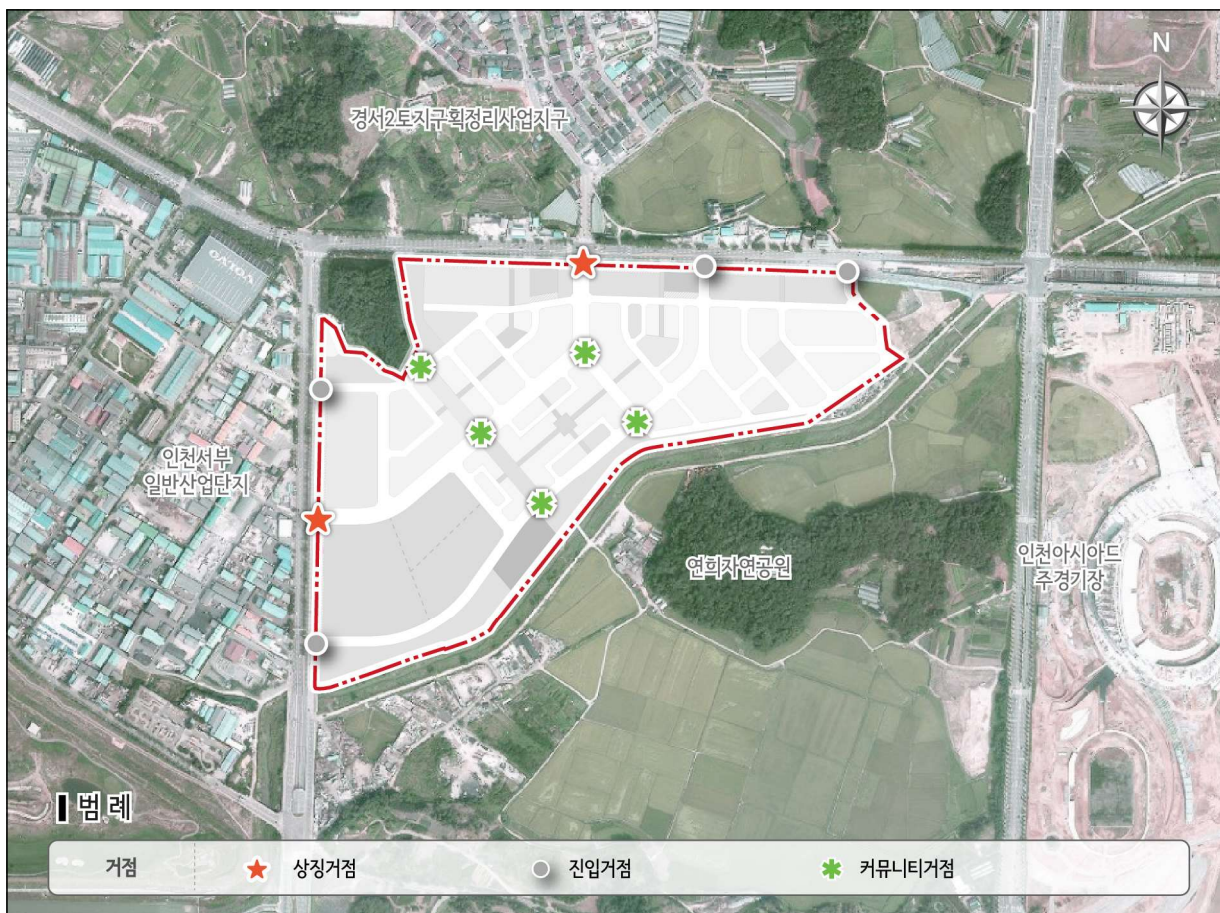 N
경서2토지구획정리사업지구
인천서부
일반산업단지
연희자연공원
인천아시아드
주경기장
범 례
거점
상징거점
진입거점
커뮤니티거점